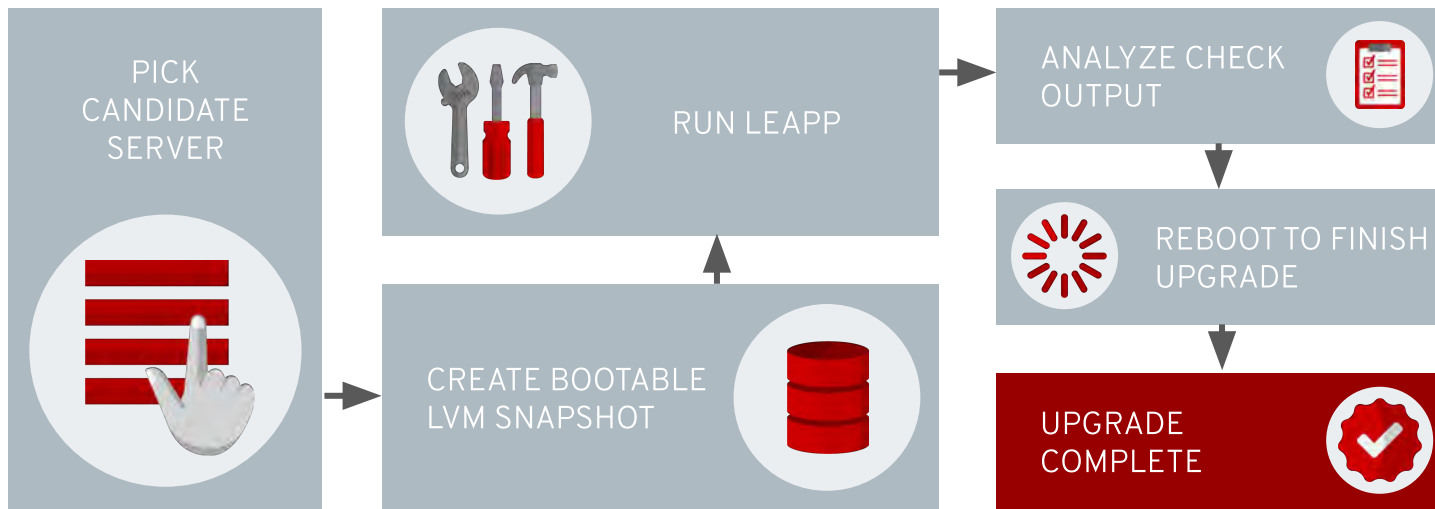 PICK
CANDIDATE
SERVER
CREATE BOOTABLE
LVM SNAPSHOT
RUN LEAPP
ANALYZE CHECK
OUTPUT
REBOOT TO FINISH
UPGRADE
UPGRADE
COMPLETE